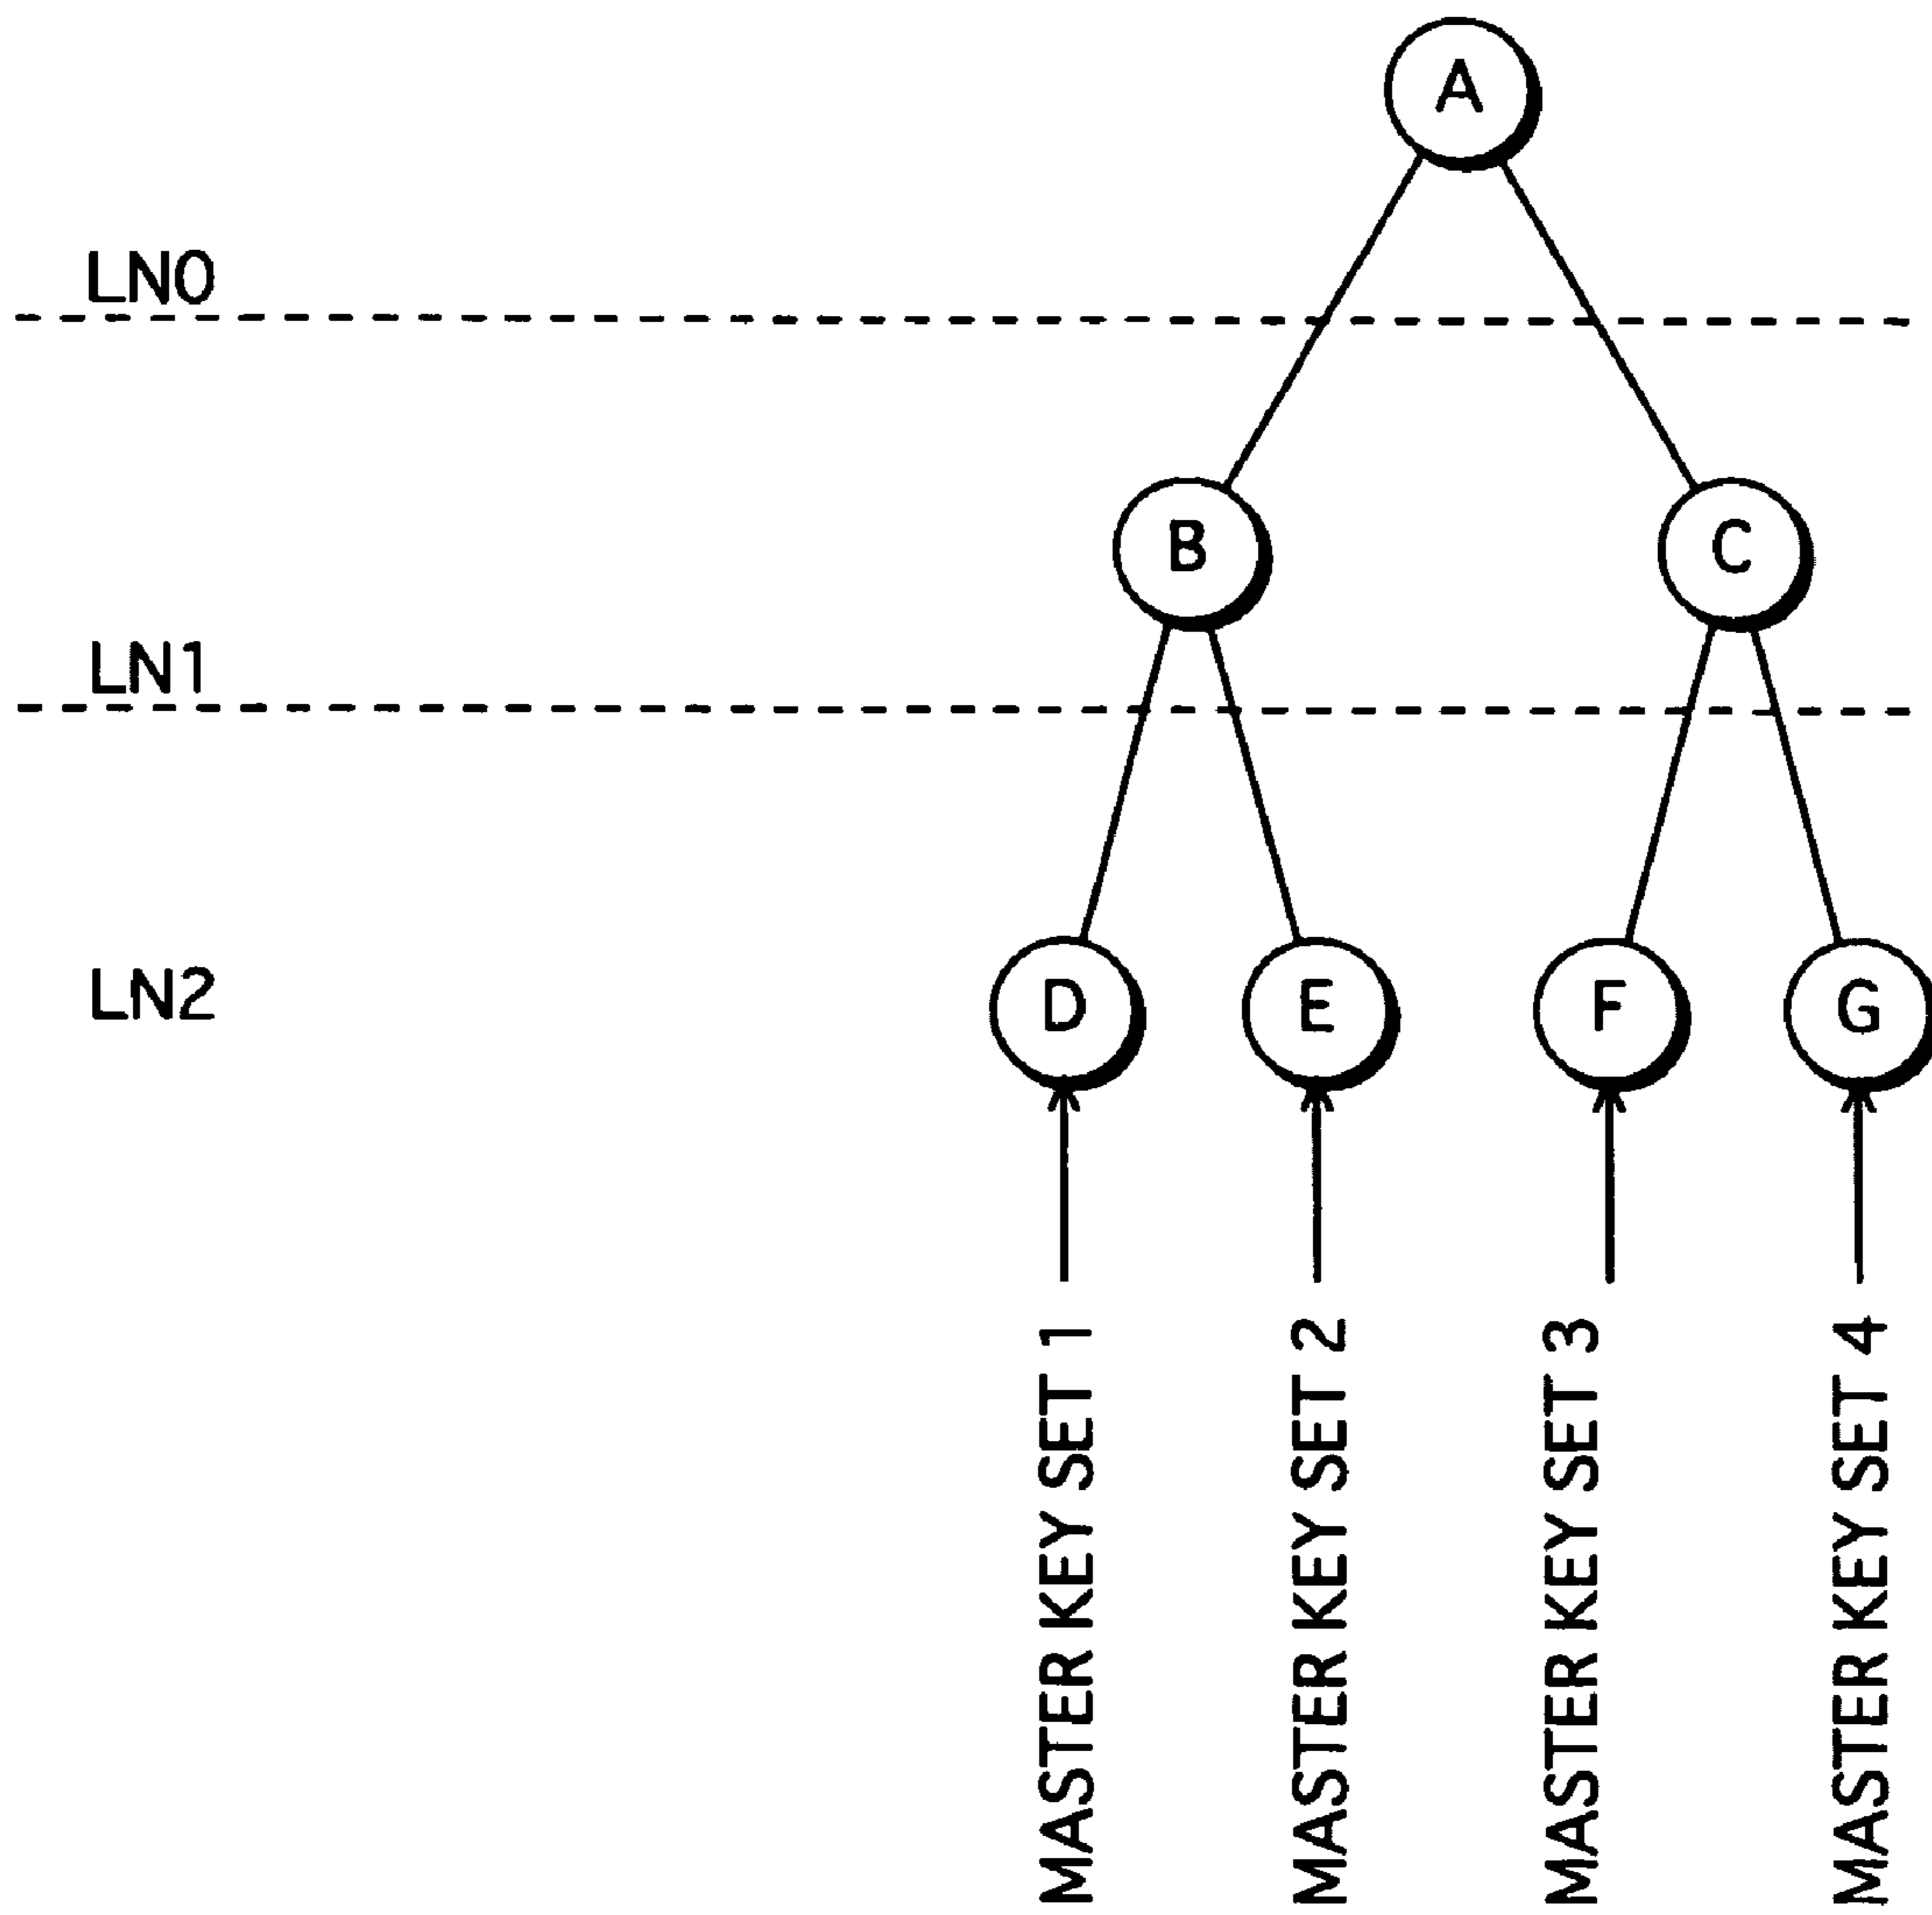 A
LN0
B
C
LN1
D
E
F
G
LN2
MASTER KEY SET 1
MASTER KEY SET 2
MASTER KEY SET 3
MASTER KEY SET 4